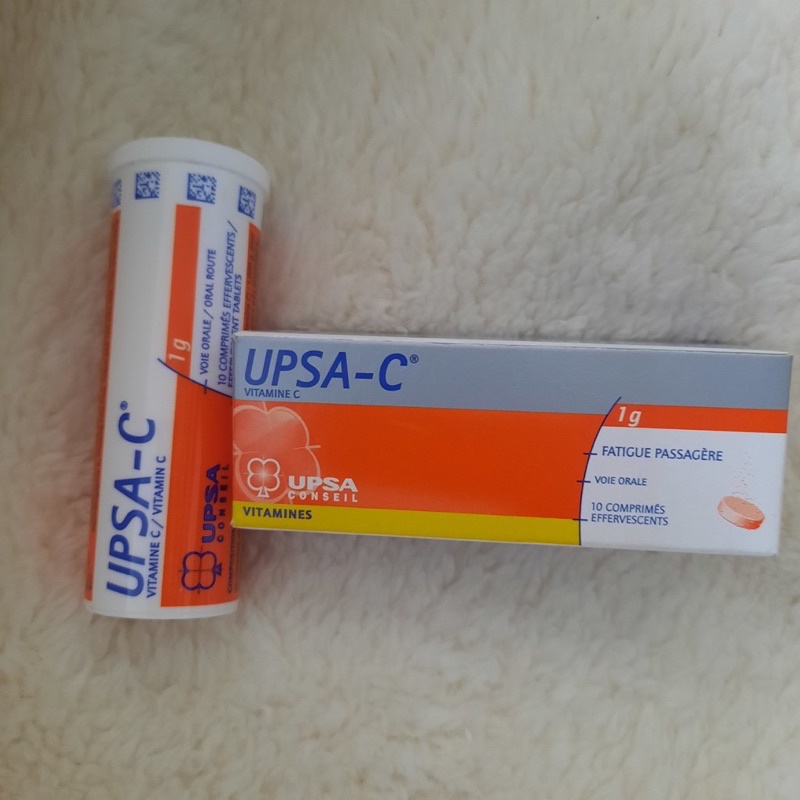 UPSA-C®
VITAMINE C / VITAMIN C
1g
VOIE ORALE / ORAL ROUTE
10 COMPRIMÉS EFFERVESCENTS /
TABLETS
UPSA
CONSEIL
UPSA-C®
VITAMINE C
1g
FATIGUE PASSAGÈRE
VOIE ORALE
10 COMPRIMÉS
EFFERVESCENTS
UPSA
CONSEIL
VITAMINES